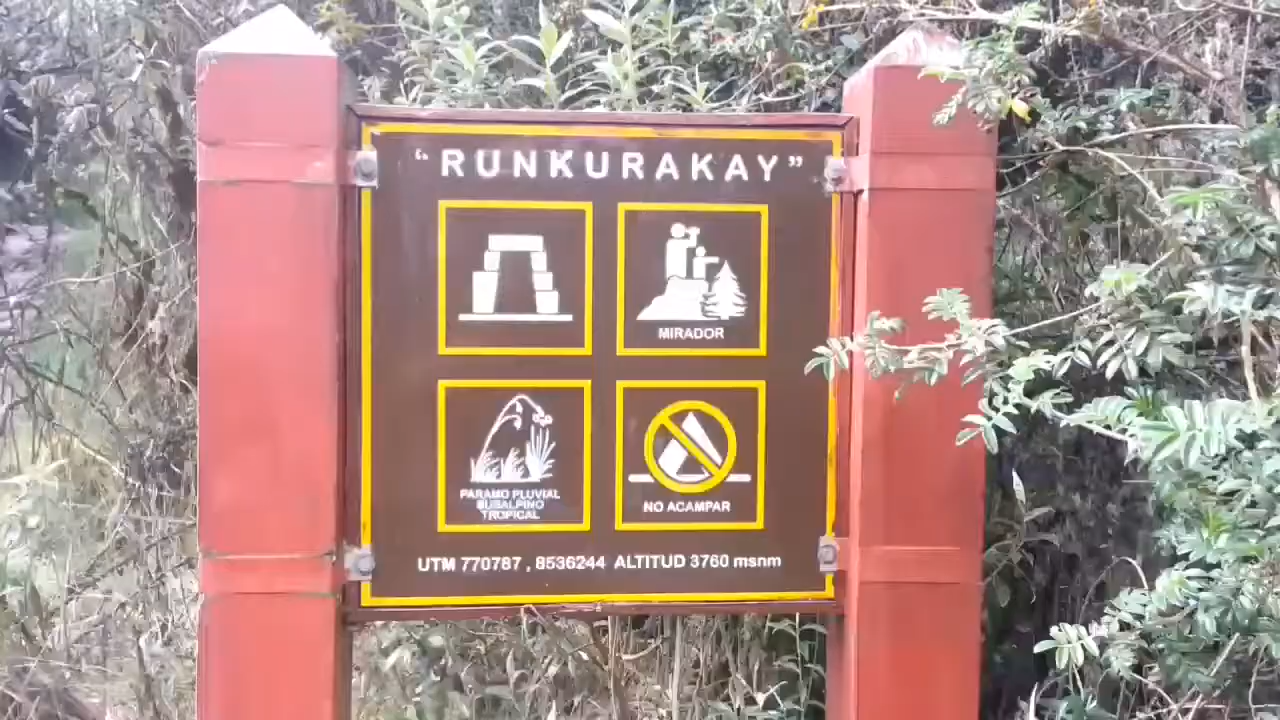 “RUNKURAKAY”
MIRADOR
PARAMO PLUVIAL
SUBALPINO
TROPICAL
NO ACAMPAR
UTM 770787 , 8536244 ALTITUD 3760 msnm